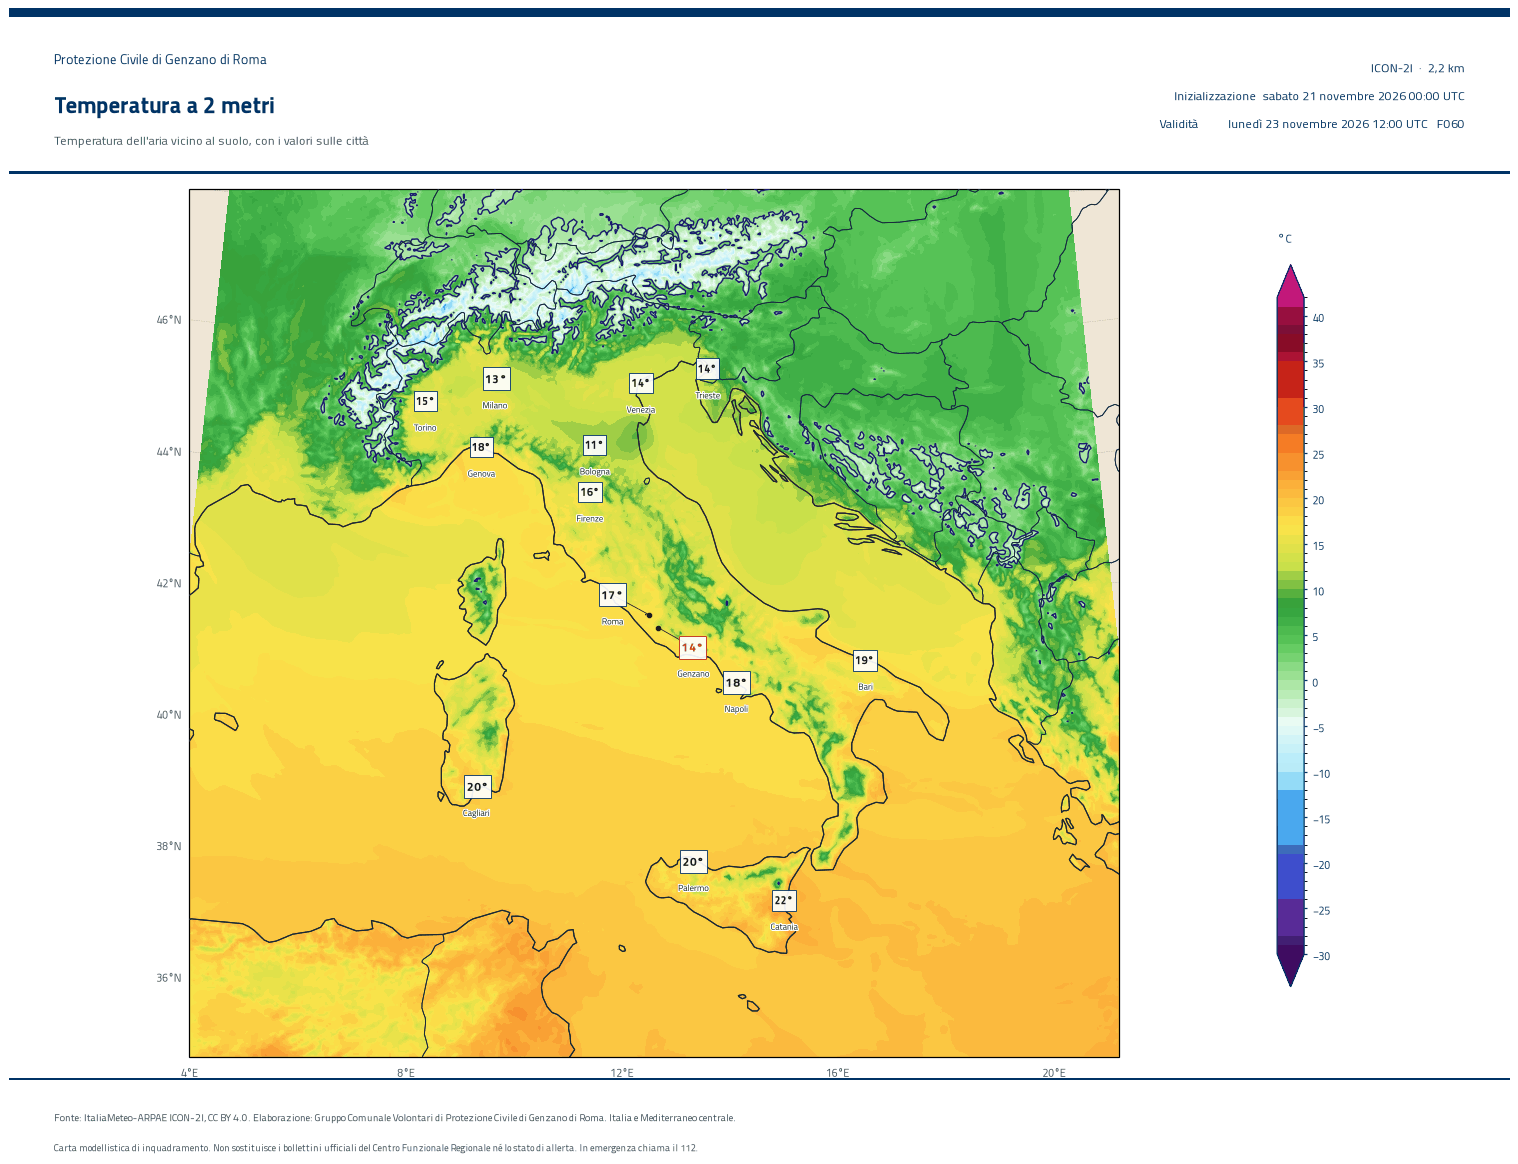 Protezione Civile di Genzano di Roma
Temperatura a 2 metri
Temperatura dell'aria vicino al suolo, con i valori sulle città
ICON-2I · 2,2 km
Inizializzazione sabato 21 novembre 2026 00:00 UTC
Validità lunedì 23 novembre 2026 12:00 UTC F060
°C
46°N
44°N
42°N
40°N
38°N
36°N
4°E
8°E
12°E
16°E
20°E
15°
Torino
13°
Milano
14°
Venezia
14°
Trieste
18°
Genova
11°
Bologna
16°
Firenze
17°
Roma
14°
Genzano
18°
Napoli
19°
Bari
20°
Cagliari
20°
Palermo
22°
Catania
40
35
30
25
20
15
10
5
0
−5
−10
−15
−20
−25
−30
Fonte: ItaliaMeteo-ARPAE ICON-2I, CC BY 4.0. Elaborazione: Gruppo Comunale Volontari di Protezione Civile di Genzano di Roma. Italia e Mediterraneo centrale.
Carta modellistica di inquadramento. Non sostituisce i bollettini ufficiali del Centro Funzionale Regionale né lo stato di allerta. In emergenza chiama il 112.